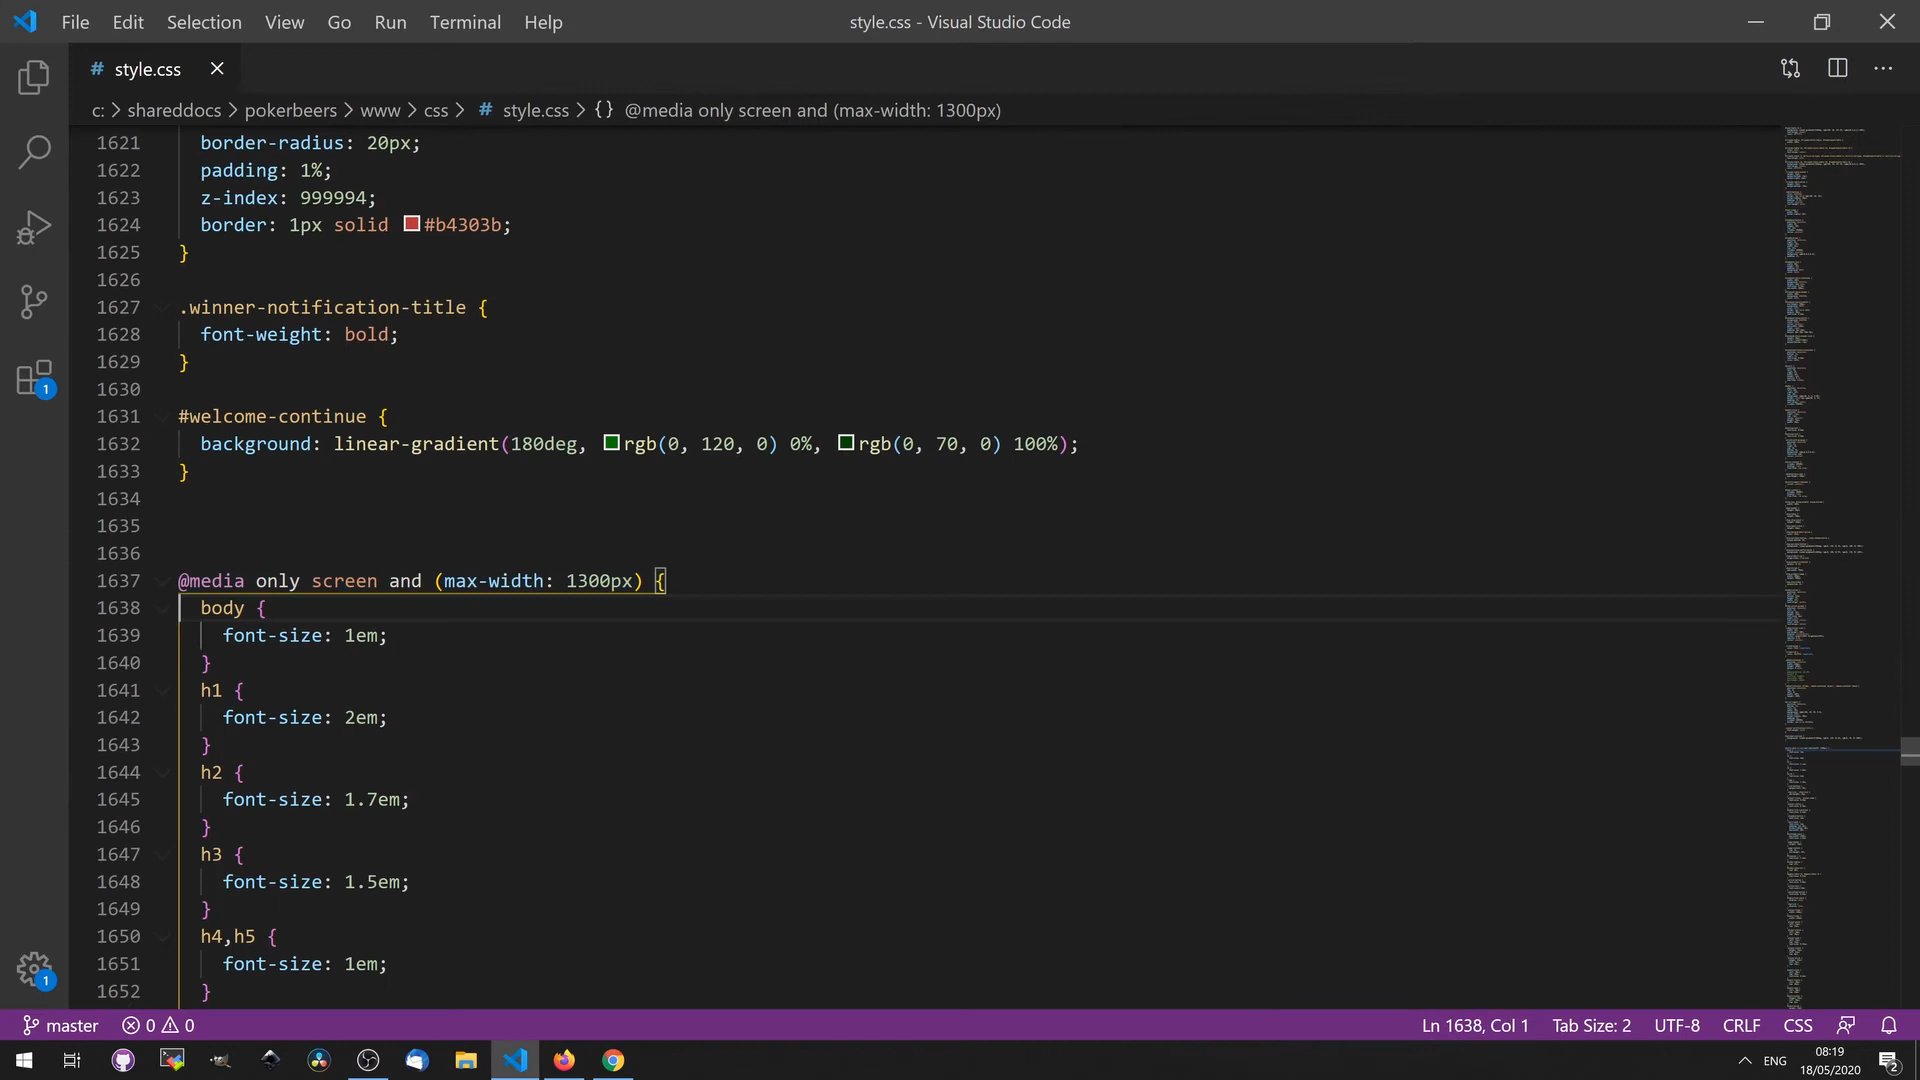 File Edit Selection View Go Run Terminal Help
style.css - Visual Studio Code
# style.css
c: > shareddocs > pokerbeers > www > css > # style.css > {} @media only screen and (max-width: 1300px)
1621 border-radius: 20px;
1622 padding: 1%;
1623 z-index: 999994;
1624 border: 1px solid #b4303b;
1625 }
1626
1627 .winner-notification-title {
1628 font-weight: bold;
1629 }
1630
1631 #welcome-continue {
1632 background: linear-gradient(180deg, rgb(0, 120, 0) 0%, rgb(0, 70, 0) 100%);
1633 }
1634
1635
1636
1637 @media only screen and (max-width: 1300px) {
1638 body {
1639 font-size: 1em;
1640 }
1641 h1 {
1642 font-size: 2em;
1643 }
1644 h2 {
1645 font-size: 1.7em;
1646 }
1647 h3 {
1648 font-size: 1.5em;
1649 }
1650 h4,h5 {
1651 font-size: 1em;
1652 }
1
1
master 0 0
Ln 1638, Col 1 Tab Size: 2 UTF-8 CRLF CSS
ENG
08:19
18/05/2020
2